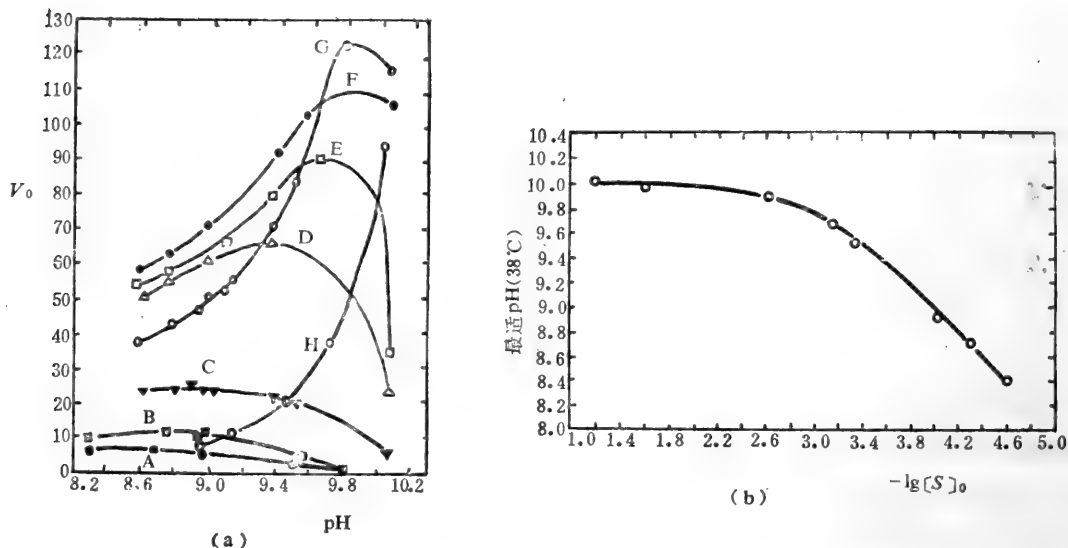 130
120
110
100
90
80
70
60
50
40
30
20
10
0
V₀
G
F
E
D
H
C
B
A
8.2 8.6 9.0 9.4 9.8 10.2
pH
(a)
10.4
10.2
10.0
9.8
9.6
9.4
9.2
9.0
8.8
8.6
8.4
8.2
8.0
最适pH(38℃)
1.0 1.4 1.8 2.2 2.6 3.0 3.4 3.8 4.2 4.6 5.0
−lg[S]₀
(b)